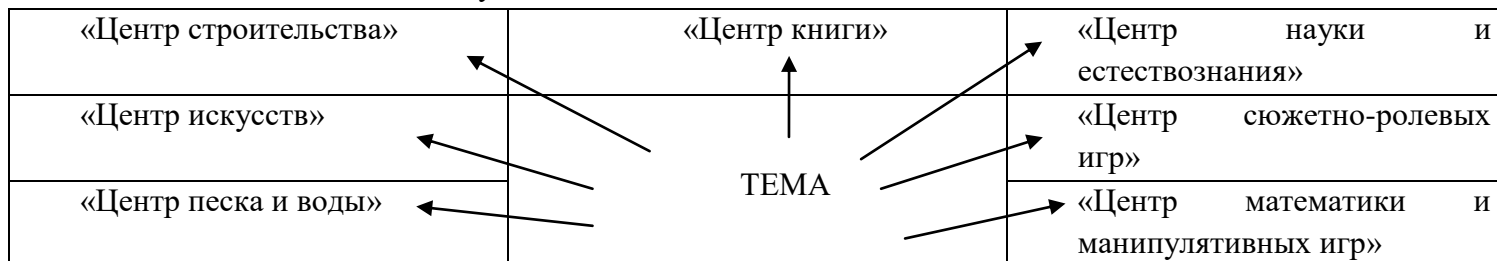 «Центр строительства»
«Центр книги»
«Центр науки и
естествознания»
«Центр искусств»
ТЕМА
«Центр сюжетно-ролевых
игр»
«Центр песка и воды»
«Центр математики и
манипулятивных игр»